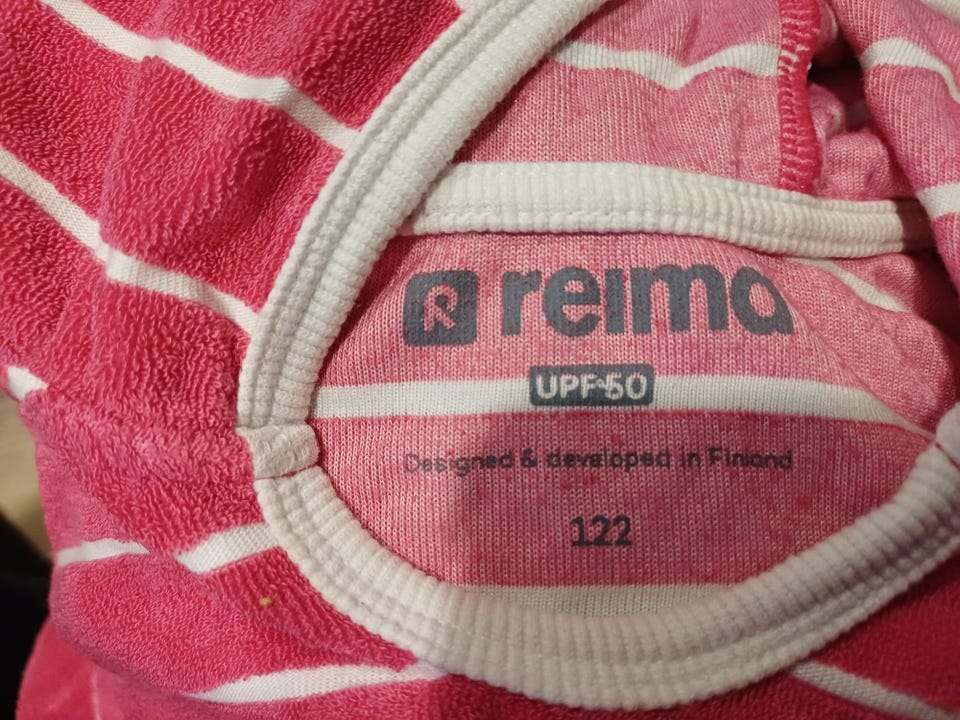 R reima
UPF 50
Designed & developed in Finland
122